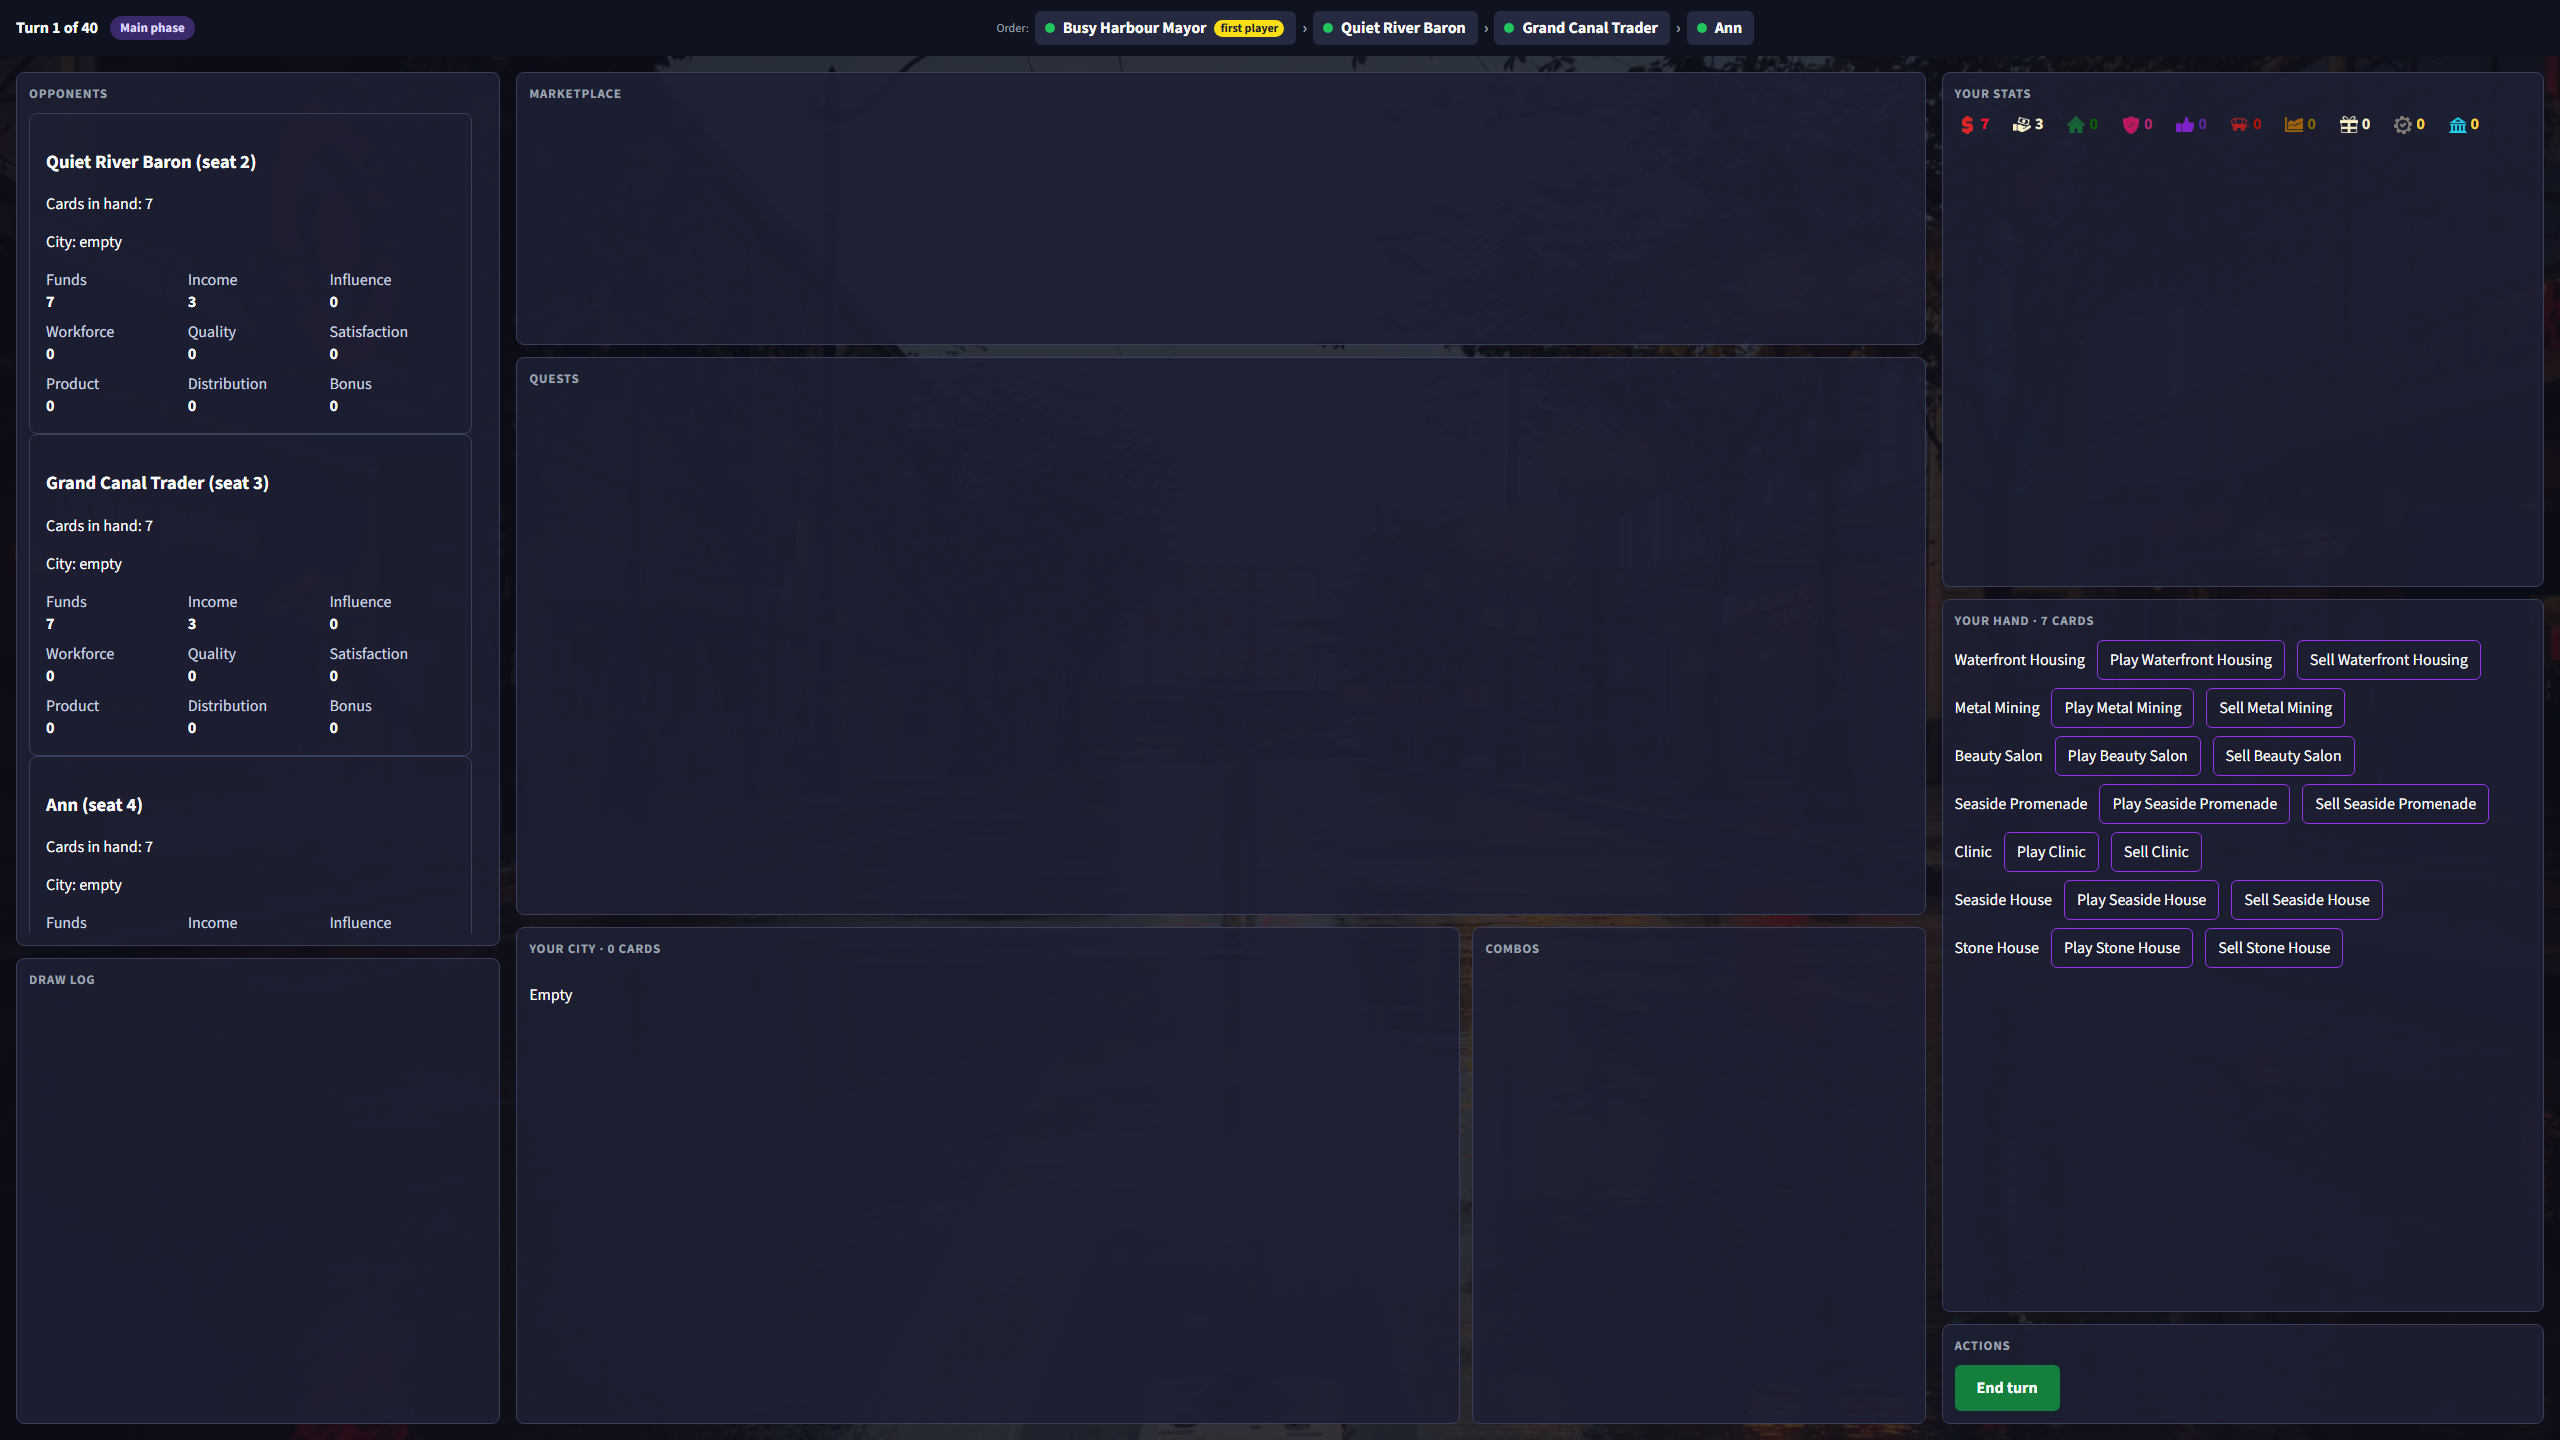 Turn 1 of 40 Main phase
Order: Busy Harbour Mayor first player › Quiet River Baron › Grand Canal Trader › Ann
OPPONENTS
Quiet River Baron (seat 2)
Cards in hand: 7
City: empty
Funds Income Influence
7 3 0
Workforce Quality Satisfaction
0 0 0
Product Distribution Bonus
0 0 0
Grand Canal Trader (seat 3)
Cards in hand: 7
City: empty
Funds Income Influence
7 3 0
Workforce Quality Satisfaction
0 0 0
Product Distribution Bonus
0 0 0
Ann (seat 4)
Cards in hand: 7
City: empty
Funds Income Influence
DRAW LOG
MARKETPLACE
QUESTS
YOUR CITY · 0 CARDS
Empty
COMBOS
YOUR STATS
7 3 0 0 0 0 0 0 0 0
YOUR HAND · 7 CARDS
Waterfront Housing Play Waterfront Housing Sell Waterfront Housing
Metal Mining Play Metal Mining Sell Metal Mining
Beauty Salon Play Beauty Salon Sell Beauty Salon
Seaside Promenade Play Seaside Promenade Sell Seaside Promenade
Clinic Play Clinic Sell Clinic
Seaside House Play Seaside House Sell Seaside House
Stone House Play Stone House Sell Stone House
ACTIONS
End turn